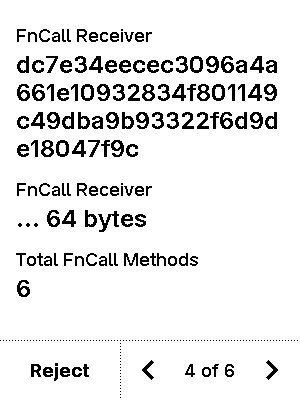 FnCall Receiver
dc7e34eecec3096a4a
661e10932834f801149
c49dba9b93322f6d9d
e18047f9c
FnCall Receiver
... 64 bytes
Total FnCall Methods
6
Reject
4 of 6